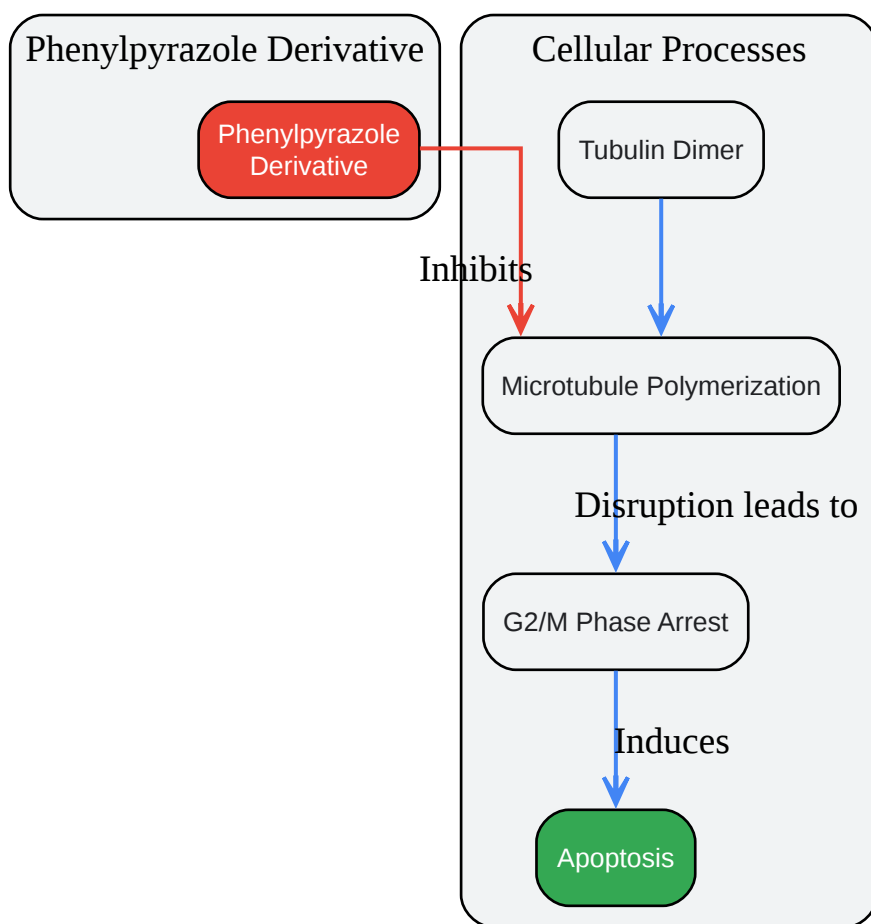 Phenylpyrazole Derivative
Cellular Processes
Phenylpyrazole
Derivative
Tubulin Dimer
Inhibits
Microtubule Polymerization
Disruption leads to
G2/M Phase Arrest
Induces
Apoptosis